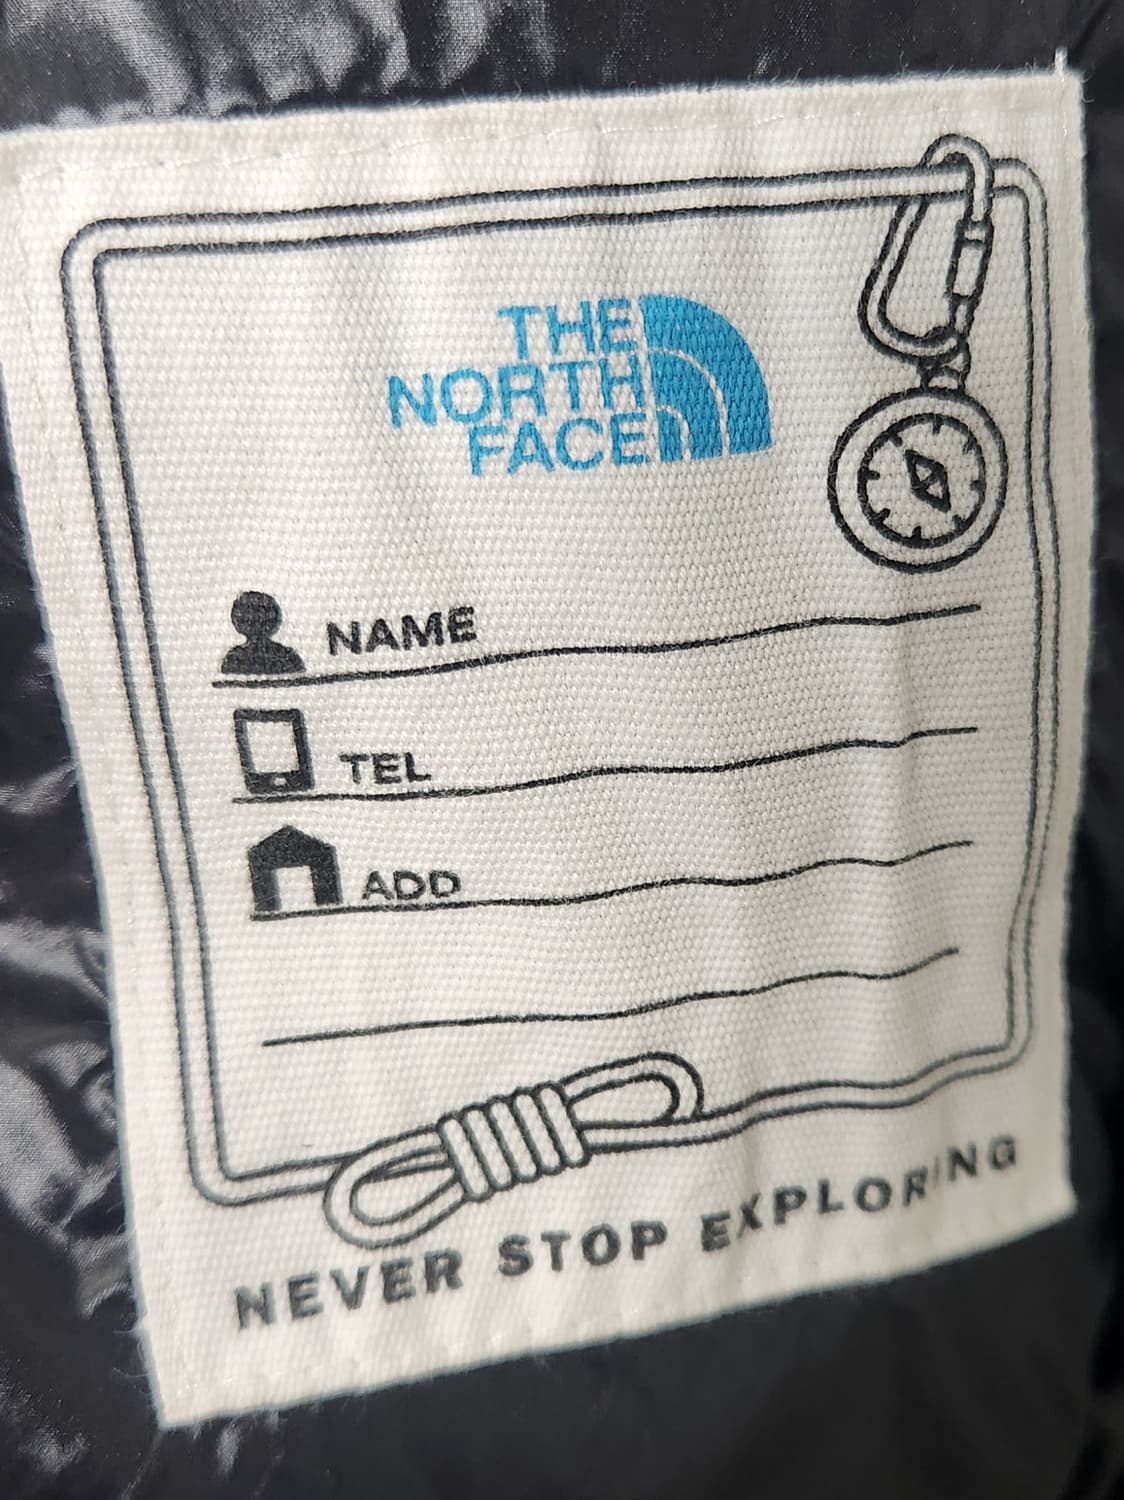 THE
NORTH
FACE
NAME
TEL
ADD
NEVER STOP EXPLORING